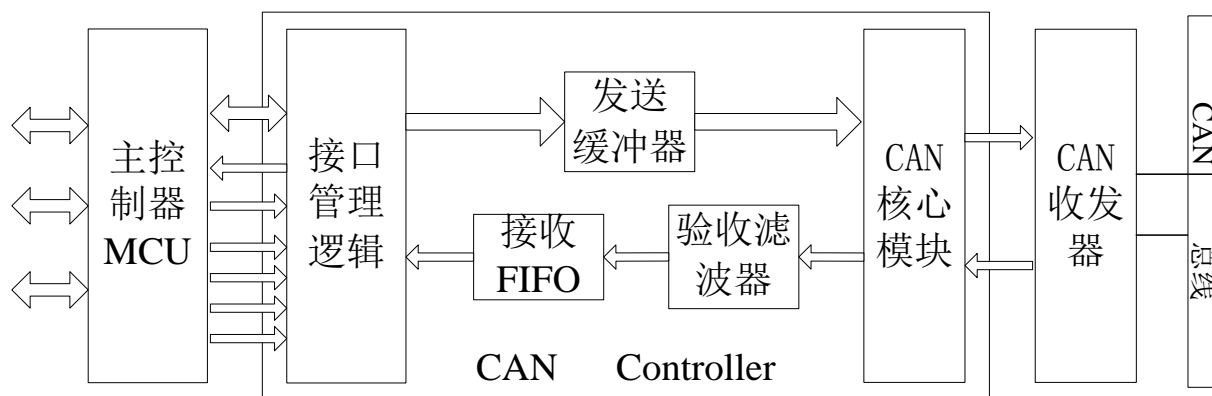 主控
制器
MCU
接口
管理
逻辑
发送
缓冲器
接收
FIFO
验收滤
波器
CAN
核心
模块
CAN
收发
器
CAN
总线
CAN Controller